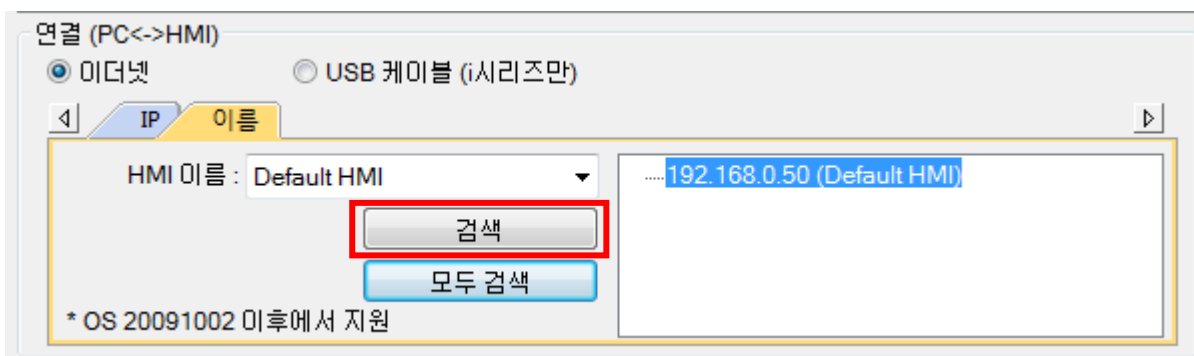 연결 (PC<->HMI)
이더넷 USB 케이블 (i시리즈만)
IP 이름
HMI 이름 : Default HMI 192.168.0.50 (Default HMI)
검색
모두 검색
* OS 20091002 이후에서 지원